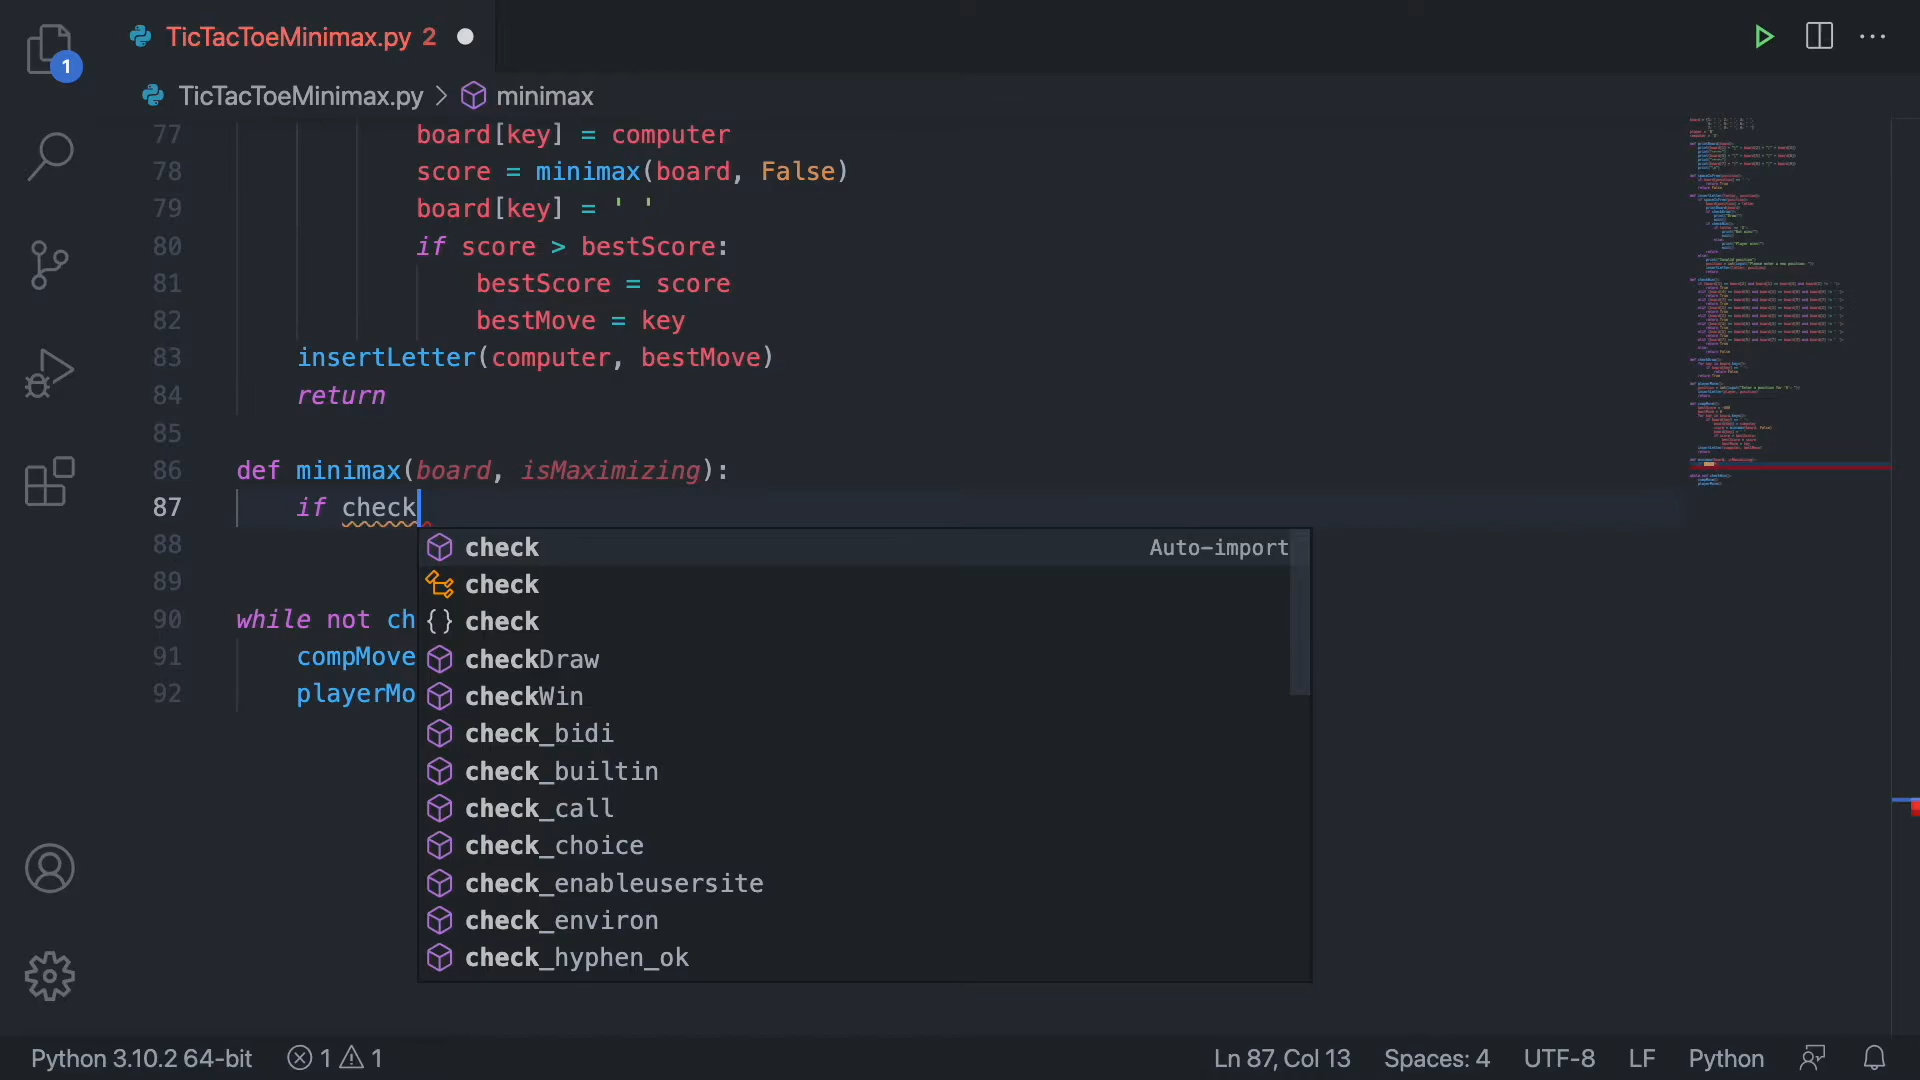 TicTacToeMinimax.py 2
1
TicTacToeMinimax.py > minimax
77 board[key] = computer
78 score = minimax(board, False)
79 board[key] = ' '
80 if score > bestScore:
81 bestScore = score
82 bestMove = key
83 insertLetter(computer, bestMove)
84 return
85
86 def minimax(board, isMaximizing):
87 if check
88
89
90 while not ch
91 compMove
92 playerMo
check Auto-import
check
{} check
checkDraw
checkWin
check_bidi
check_builtin
check_call
check_choice
check_enableusersite
check_environ
check_hyphen_ok
Python 3.10.2 64-bit 1 1 Ln 87, Col 13 Spaces: 4 UTF-8 LF Python